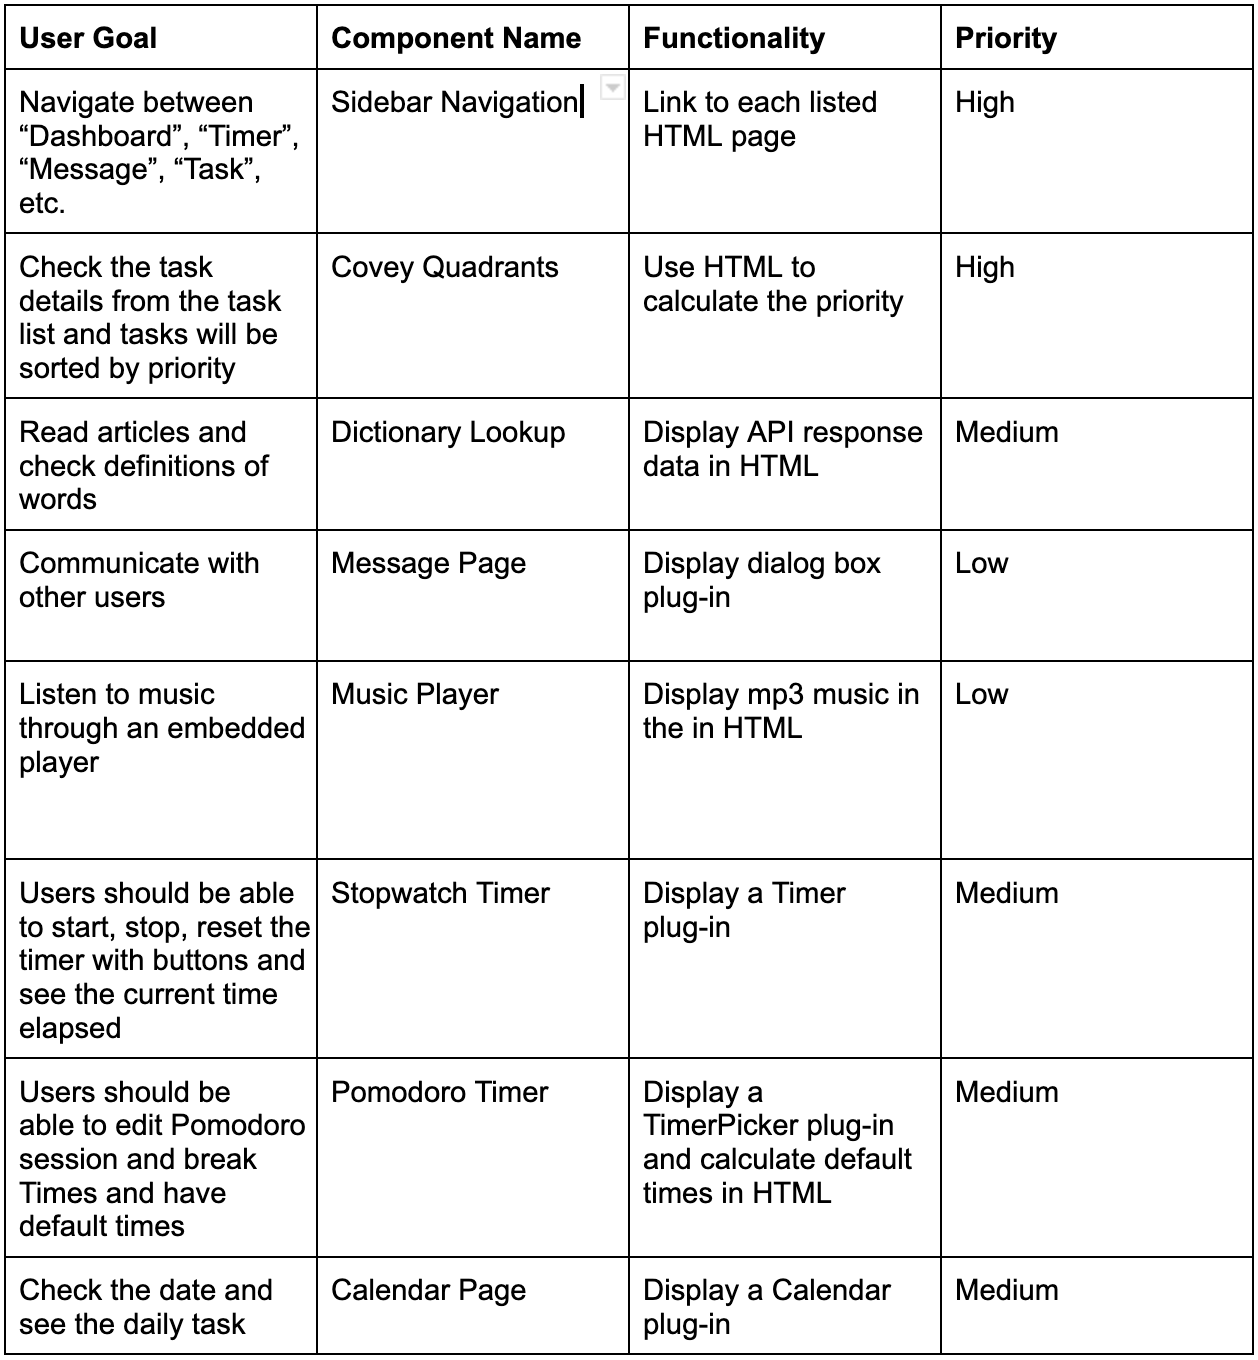 User Goal
Component Name
Functionality
Priority
Navigate between
“Dashboard”, “Timer”,
“Message”, “Task”,
etc.
Sidebar Navigation
Link to each listed
HTML page
High
Check the task
details from the task
list and tasks will be
sorted by priority
Covey Quadrants
Use HTML to
calculate the priority
High
Read articles and
check definitions of
words
Dictionary Lookup
Display API response
data in HTML
Medium
Communicate with
other users
Message Page
Display dialog box
plug-in
Low
Listen to music
through an embedded
player
Music Player
Display mp3 music in
the in HTML
Low
Users should be able
to start, stop, reset the
timer with buttons and
see the current time
elapsed
Stopwatch Timer
Display a Timer
plug-in
Medium
Users should be
able to edit Pomodoro
session and break
Times and have
default times
Pomodoro Timer
Display a
TimerPicker plug-in
and calculate default
times in HTML
Medium
Check the date and
see the daily task
Calendar Page
Display a Calendar
plug-in
Medium